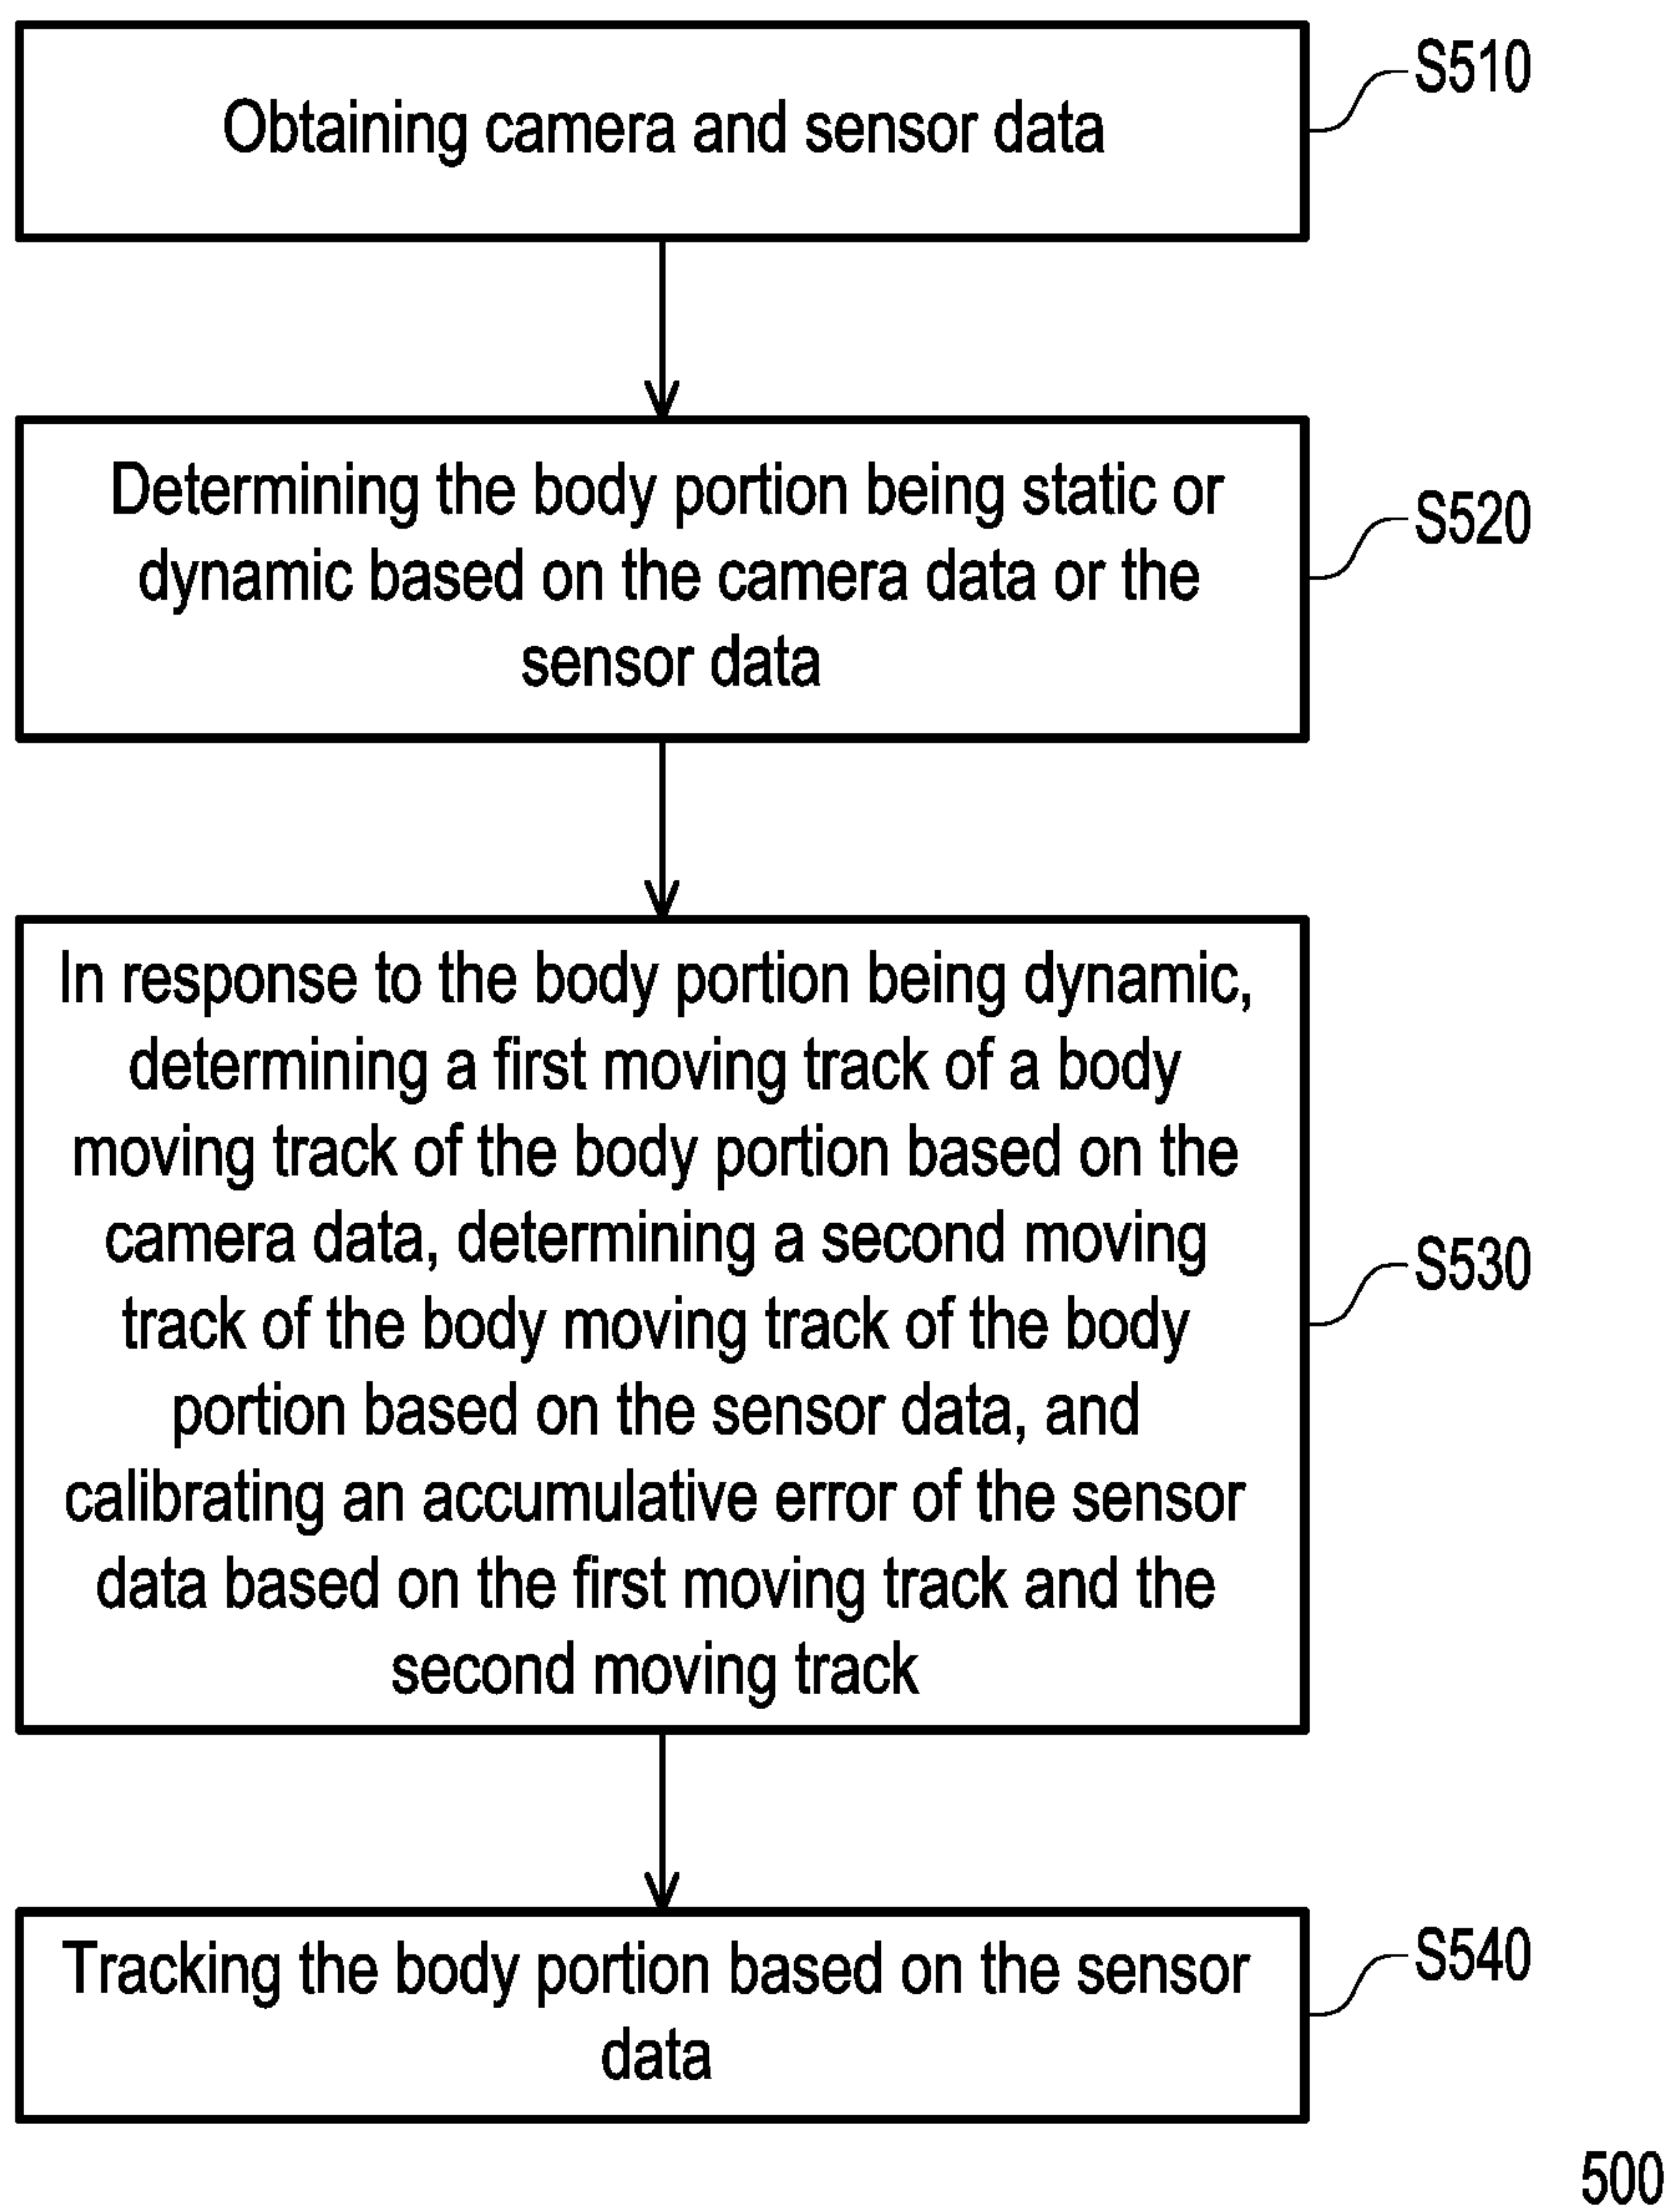 Obtaining camera and sensor data
S510
Determining the body portion being static or
dynamic based on the camera data or the
sensor data
S520
In response to the body portion being dynamic,
determining a first moving track of a body
moving track of the body portion based on the
camera data, determining a second moving
track of the body moving track of the body
portion based on the sensor data, and
calibrating an accumulative error of the sensor
data based on the first moving track and the
second moving track
S530
Tracking the body portion based on the sensor
data
S540
500